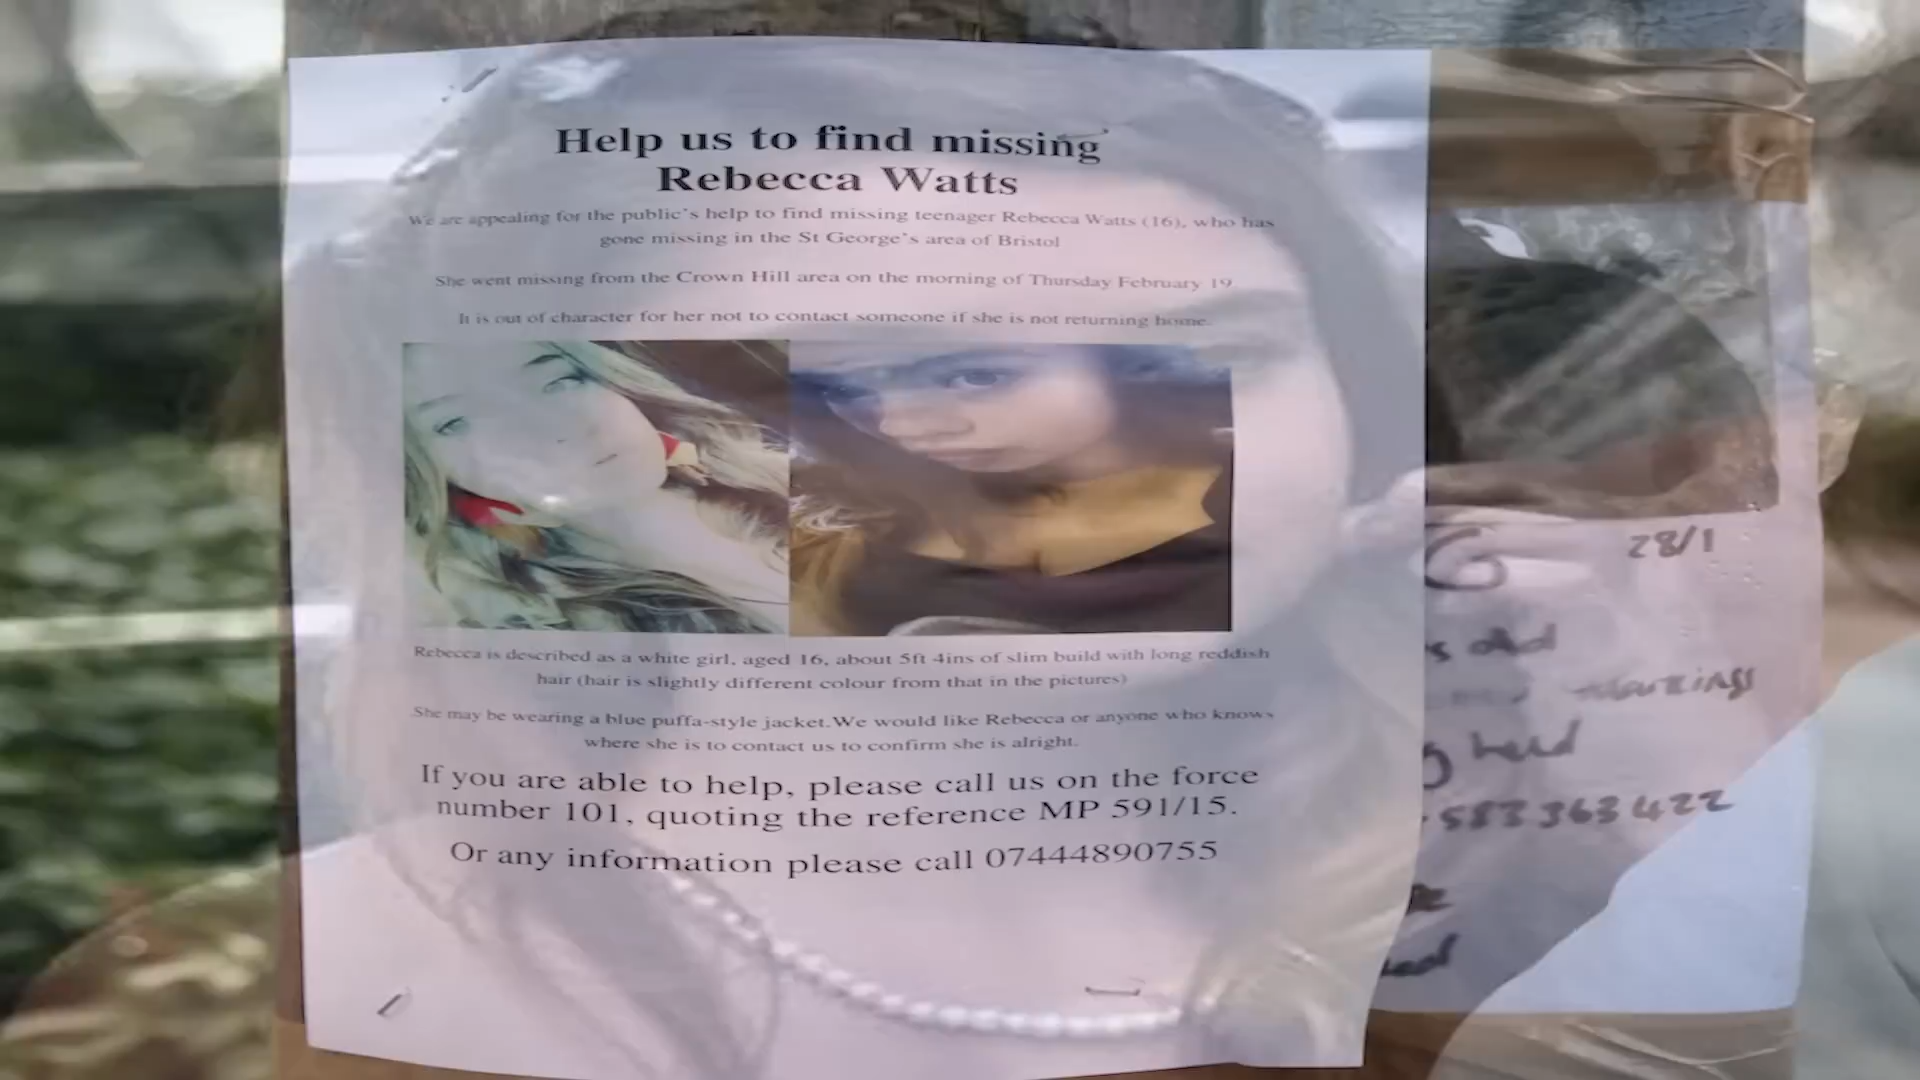 Help us to find missing
Rebecca Watts
We are appealing for the public's help to find missing teenager Rebecca Watts (16), who has
gone missing in the St George's area of Bristol
She went missing from the Crown Hill area on the morning of Thursday February 19
It is out of character for her not to contact someone if she is not returning home.
Rebecca is described as a white girl, aged 16, about 5ft 4ins of slim build with long reddish
hair (hair is slightly different colour from that in the pictures)
She may be wearing a blue puffa-style jacket.We would like Rebecca or anyone who knows
where she is to contact us to confirm she is alright.
If you are able to help, please call us on the force
number 101, quoting the reference MP 591/15.
Or any information please call 07444890755
G 28/1
s old
markings
583 363 422